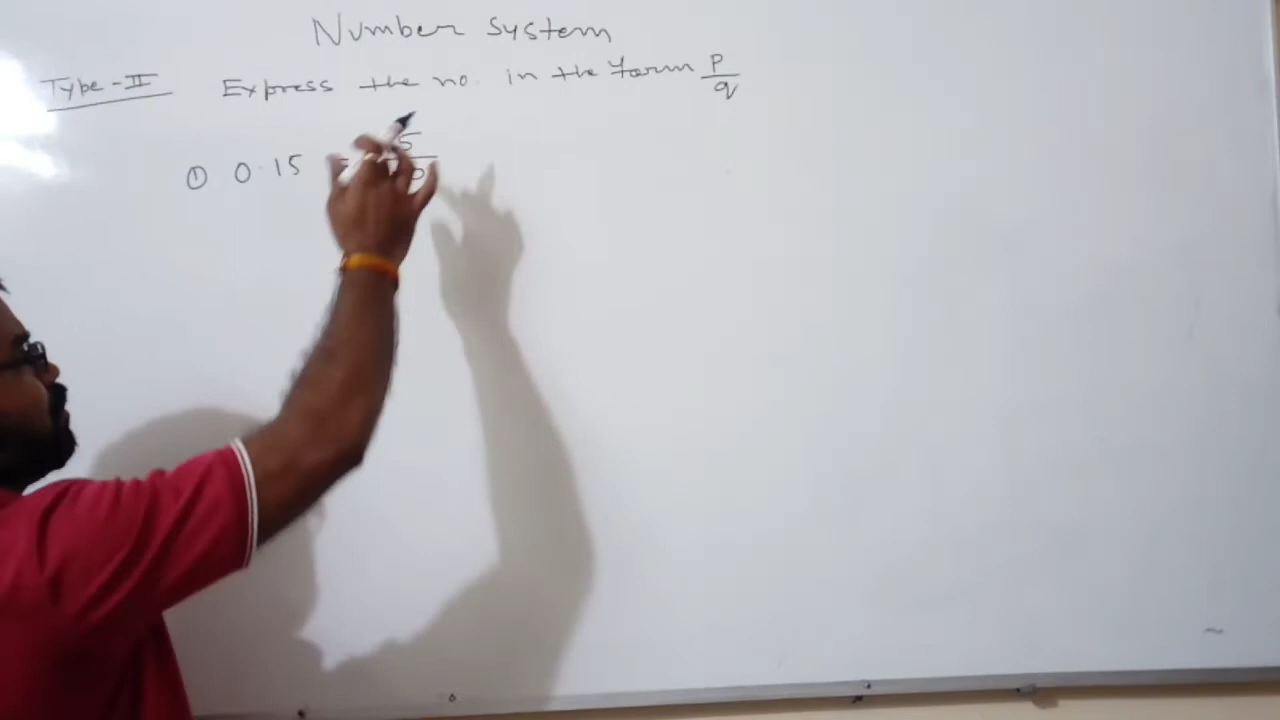 Number System
Type-II Express the no. in the form p/q
① 0.15 =